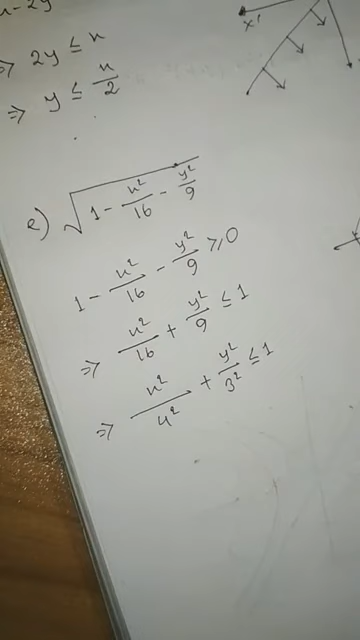 x - 2y
⇒ 2y ≤ x
⇒ y ≤ x/2
x'
e) √(1 - x²/16 - y²/9)
1 - x²/16 - y²/9 ≥ 0
⇒ x²/16 + y²/9 ≤ 1
⇒ x²/4² + y²/3² ≤ 1